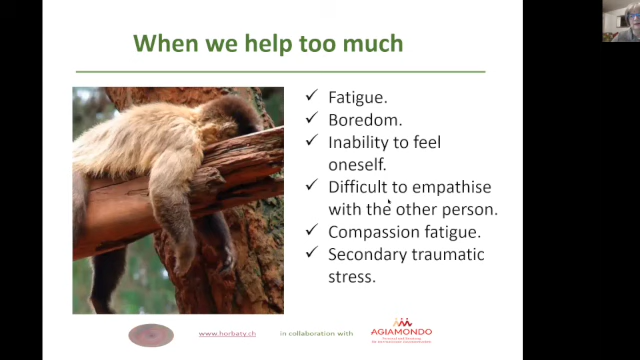 When we help too much
✓ Fatigue.
✓ Boredom.
✓ Inability to feel
oneself.
✓ Difficult to empathise
with the other person.
✓ Compassion fatigue.
✓ Secondary traumatic
stress.
www.horbaty.ch
in collaboration with
AGIAMONDO